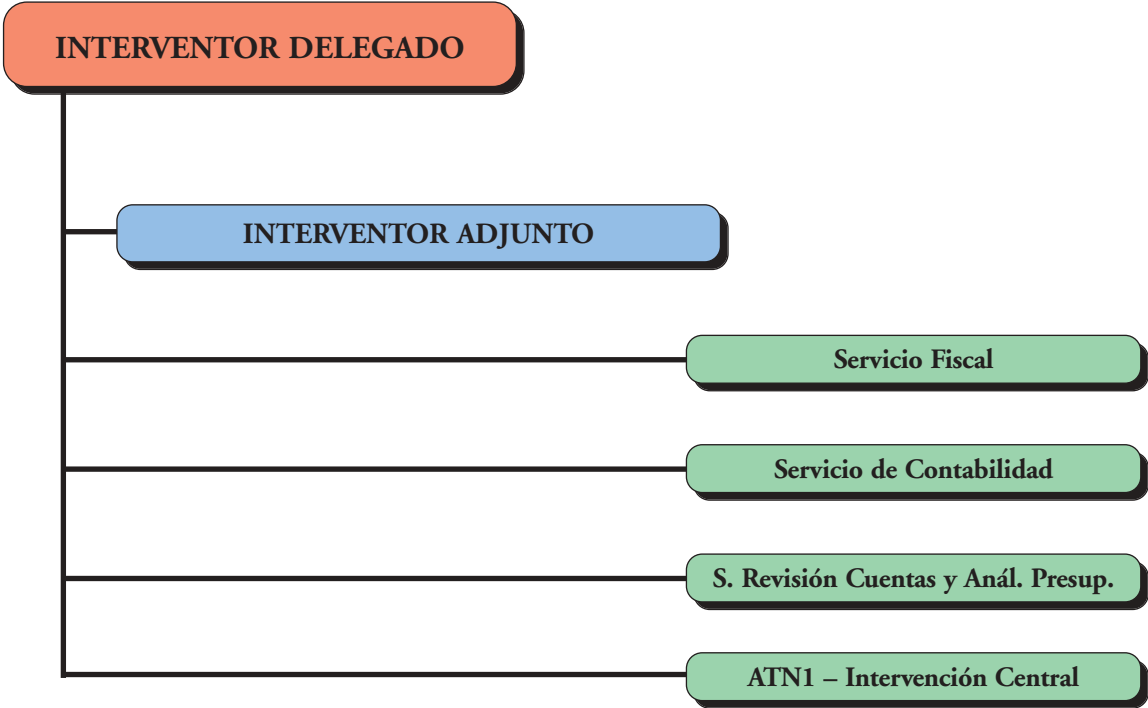 INTERVENTOR DELEGADO
INTERVENTOR ADJUNTO
Servicio Fiscal
Servicio de Contabilidad
S. Revisión Cuentas y Anál. Presup.
ATN1 – Intervención Central